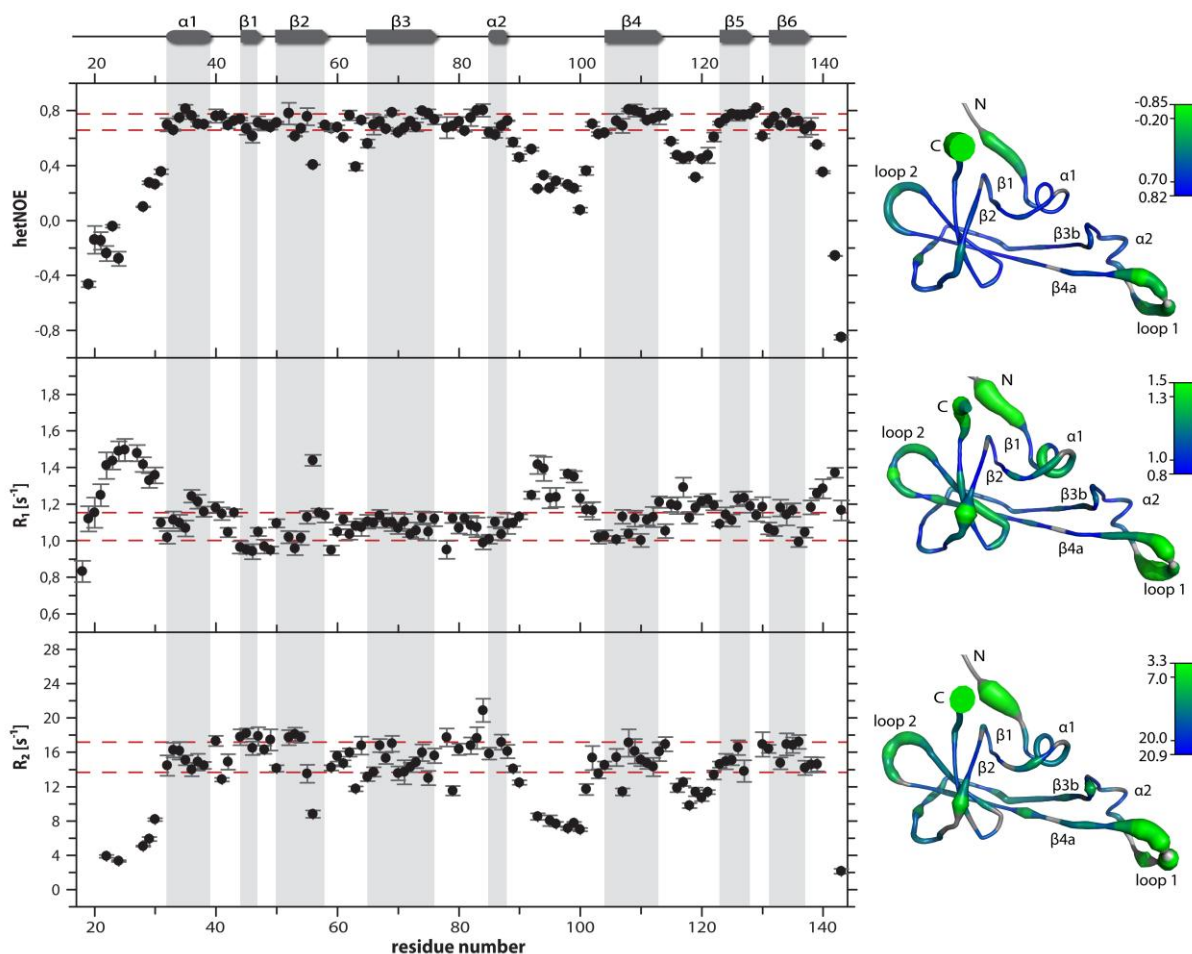 α1 β1 β2 β3 α2 β4 β5 β6
20 40 60 80 100 120 140
hetNOE
0,8
0,4
0,0
-0,4
-0,8
R1 [s-1]
1,8
1,6
1,4
1,2
1,0
0,8
0,6
R2 [s-1]
28
24
20
16
12
8
4
0
20 40 60 80 100 120 140
residue number
N
C
loop 2
β1
α1
β2
β3b
α2
β4a
loop 1
-0.85
-0.20
0.70
0.82
N
C
loop 2
β1
α1
β2
β3b
α2
β4a
loop 1
1.5
1.3
1.0
0.8
N
C
loop 2
β1
α1
β2
β3b
α2
β4a
loop 1
3.3
7.0
20.0
20.9